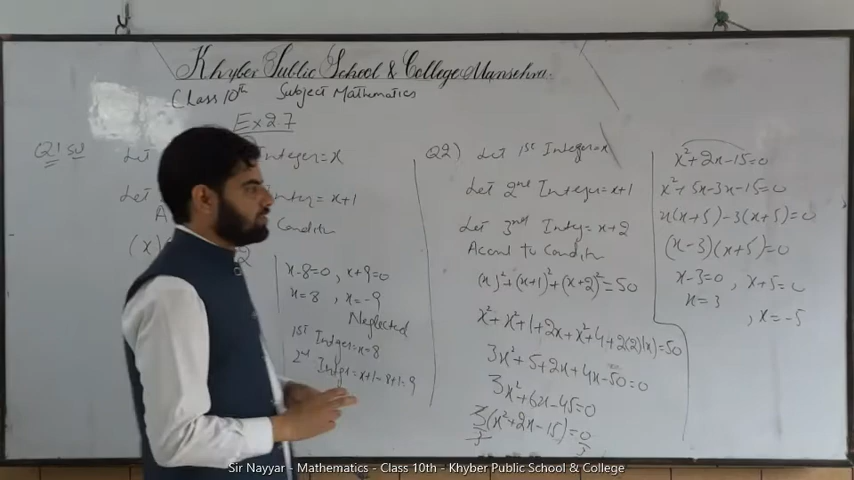 Khyber Public School & College Mansehra.
Class 10th Subject Mathematics
Ex 2.7
Q1 Sol Let Integer = x
Let = x+1
Condition
(x)
x-8=0, x+9=0
x=8, x=-9
Neglected
1st Integer=x=8
2nd Integer=x+1=8+1=9
Q2) Let 1st Integer=x
Let 2nd Integer=x+1
Let 3nd Integ=x+2
Accord to Condition
(x)²+(x+1)²+(x+2)²=50
x²+x²+1+2x+x²+4+2(2)(x)=50
3x²+5+2x+4x-50=0
3x²+6x-45=0
3/3(x²+2x-15)=0/3
x²+2x-15=0
x²+5x-3x-15=0
x(x+5)-3(x+5)=0
(x-3)(x+5)=0
x-3=0, x+5=0
x=3
, x=-5
Sir Nayyar - Mathematics - Class 10th - Khyber Public School & College